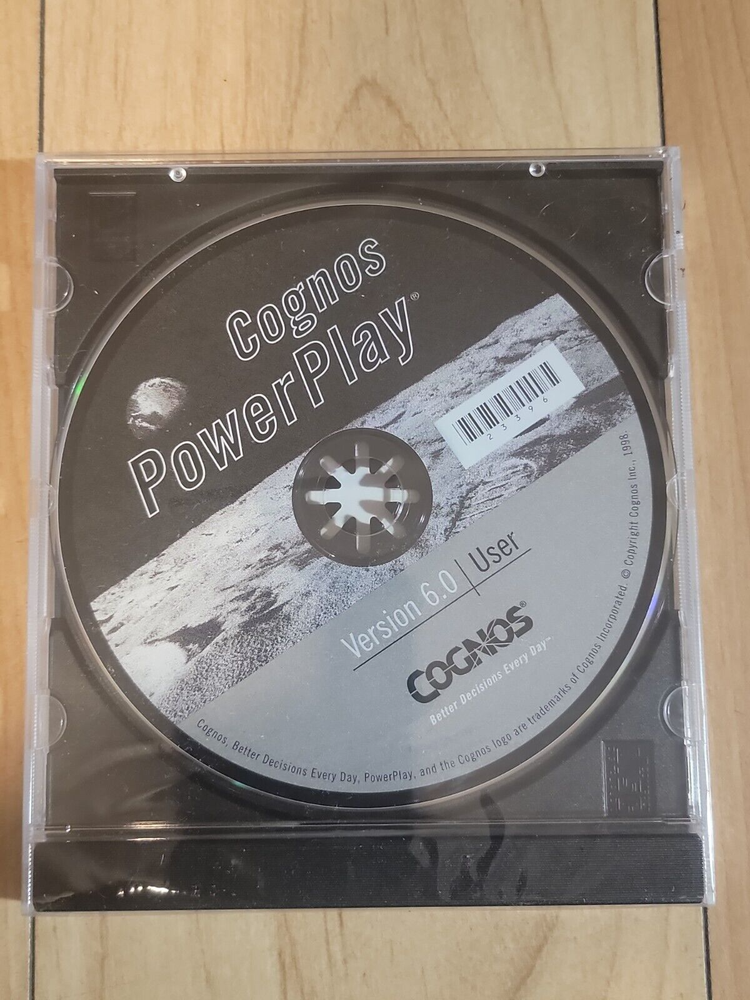 Cognos
PowerPlay®
23396
Version 6.0 | User
COGNOS®
Better Decisions Every Day™
Cognos, Better Decisions Every Day, PowerPlay, and the Cognos logo are trademarks of Cognos Incorporated. © Copyright Cognos Inc., 1998.